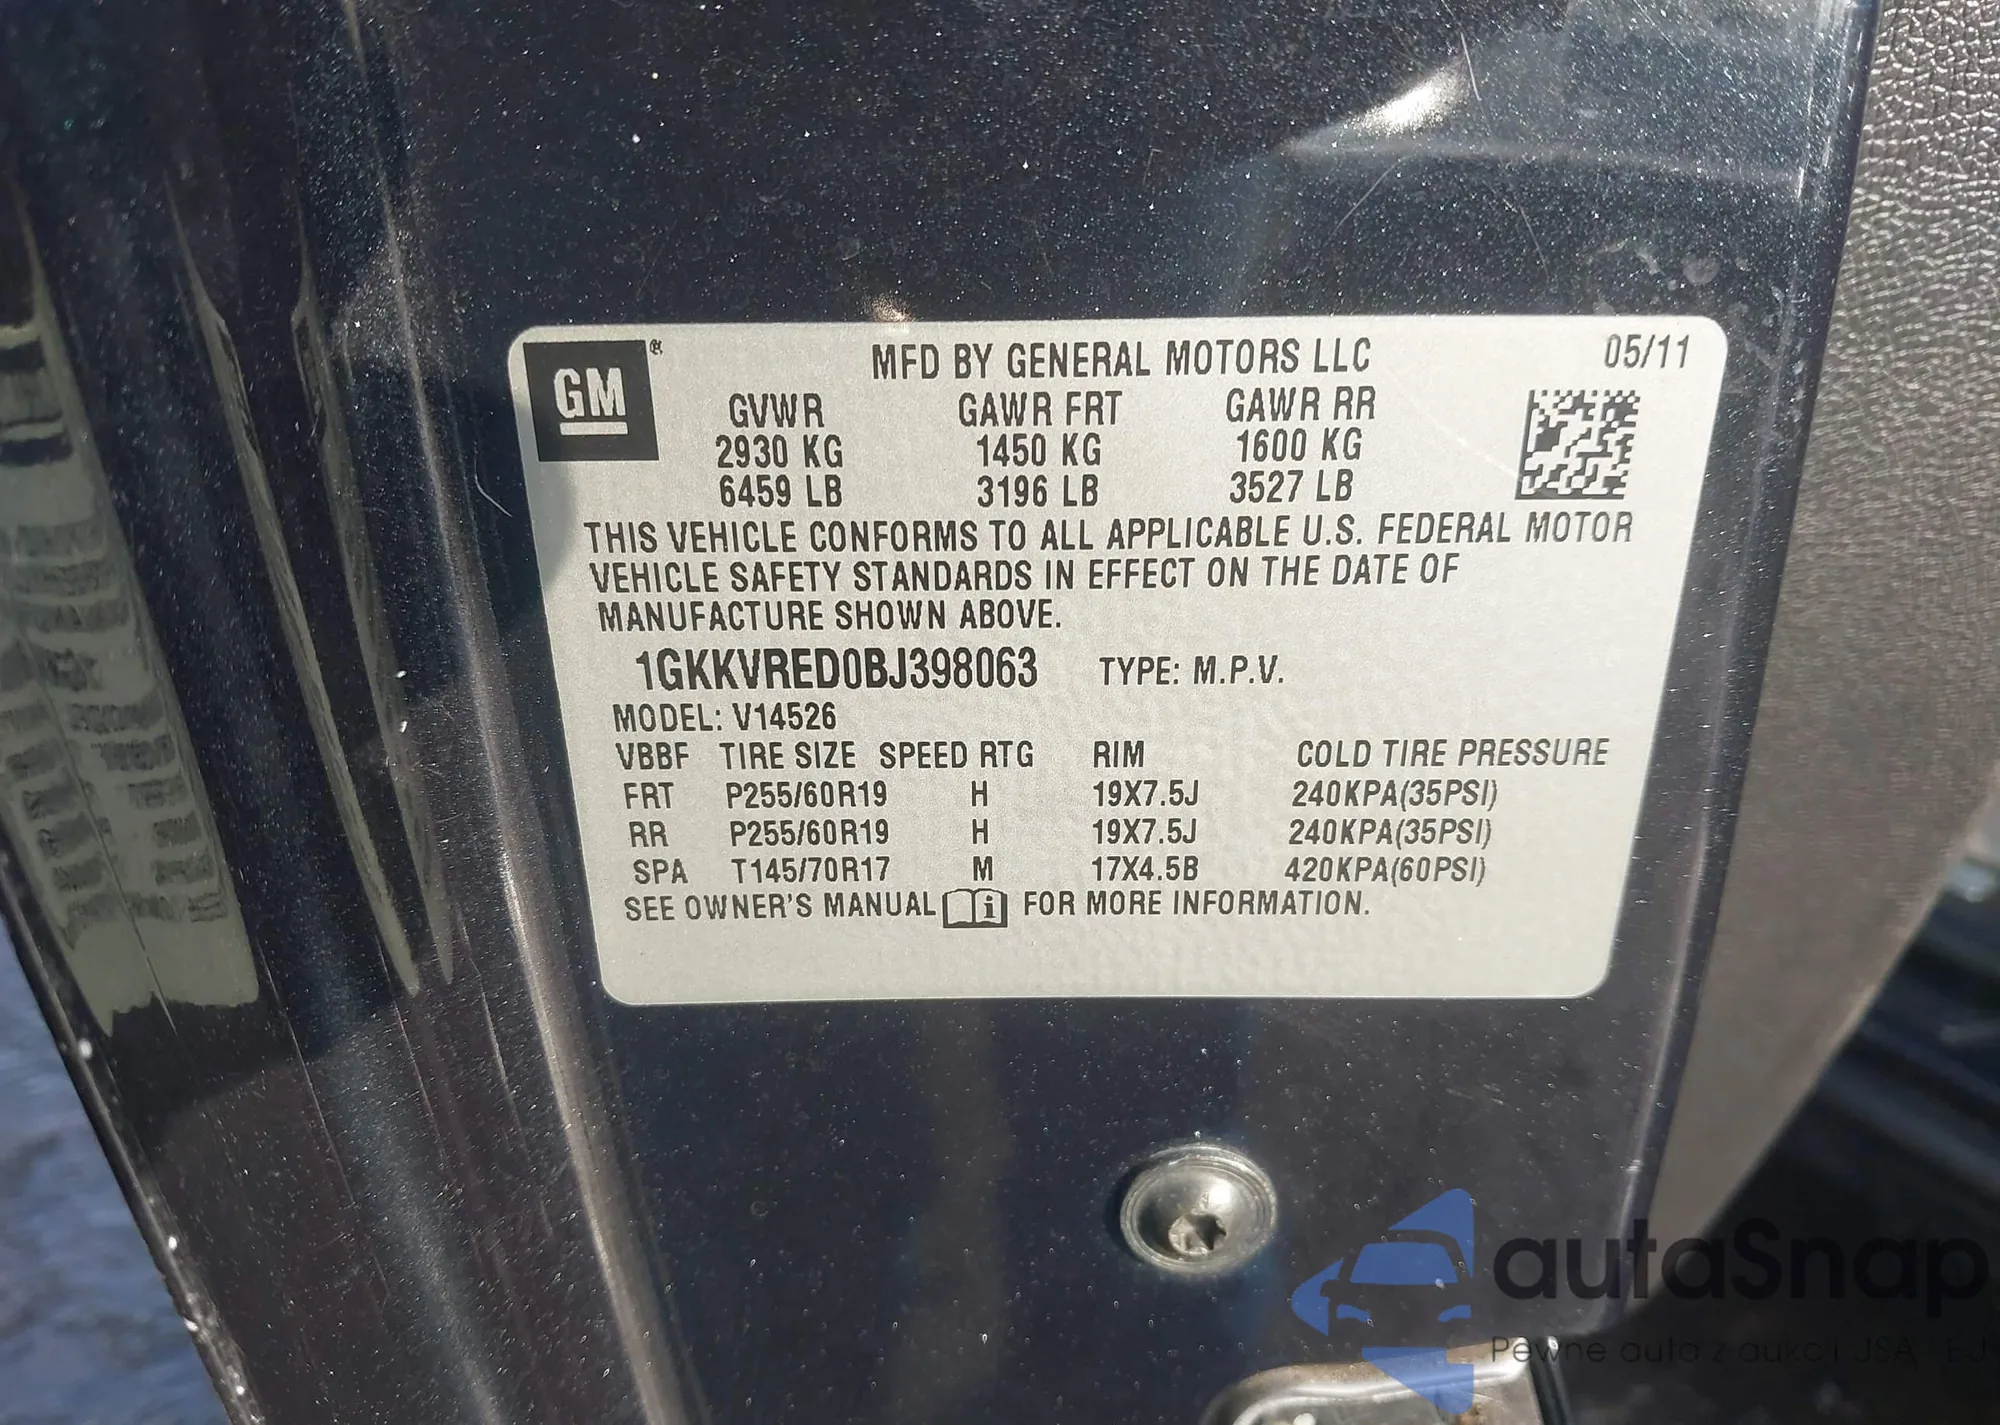 GM ® MFD BY GENERAL MOTORS LLC 05/11
GVWR GAWR FRT GAWR RR
2930 KG 1450 KG 1600 KG
6459 LB 3196 LB 3527 LB
THIS VEHICLE CONFORMS TO ALL APPLICABLE U.S. FEDERAL MOTOR
VEHICLE SAFETY STANDARDS IN EFFECT ON THE DATE OF
MANUFACTURE SHOWN ABOVE.
1GKKVRED0BJ398063 TYPE: M.P.V.
MODEL: V14526
VBBF TIRE SIZE SPEED RTG RIM COLD TIRE PRESSURE
FRT P255/60R19 H 19X7.5J 240KPA(35PSI)
RR P255/60R19 H 19X7.5J 240KPA(35PSI)
SPA T145/70R17 M 17X4.5B 420KPA(60PSI)
SEE OWNER'S MANUAL i FOR MORE INFORMATION.
autaSnap
Pewne auta z aukcji USA